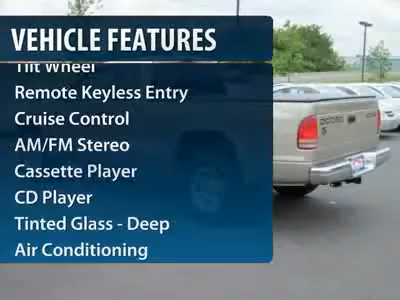 VEHICLE FEATURES
Tilt Wheel
Remote Keyless Entry
Cruise Control
AM/FM Stereo
Cassette Player
CD Player
Tinted Glass - Deep
Air Conditioning
DODGE